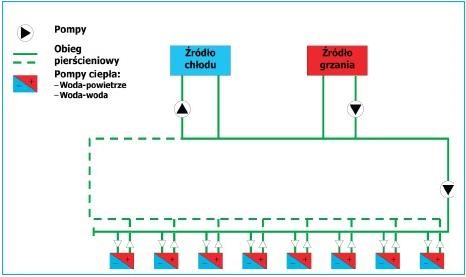 Pompy
Obieg
pierścieniowy
Pompy ciepła:
–Woda-powietrze
–Woda-woda
Źródło
chłodu
Źródło
grzania
– +
– +
– +
– +
– +
– +
– +
– +
– +